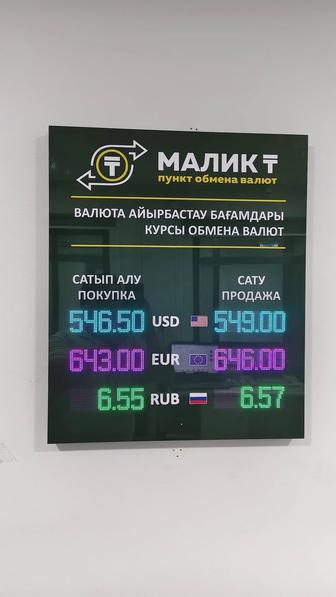 МАЛИК ₸
пункт обмена валют
ВАЛЮТА АЙЫРБАСТАУ БАҒАМДАРЫ
КУРСЫ ОБМЕНА ВАЛЮТ
САТЫП АЛУ САТУ
ПОКУПКА ПРОДАЖА
546.50 USD 549.00
643.00 EUR 646.00
6.55 RUB 6.57